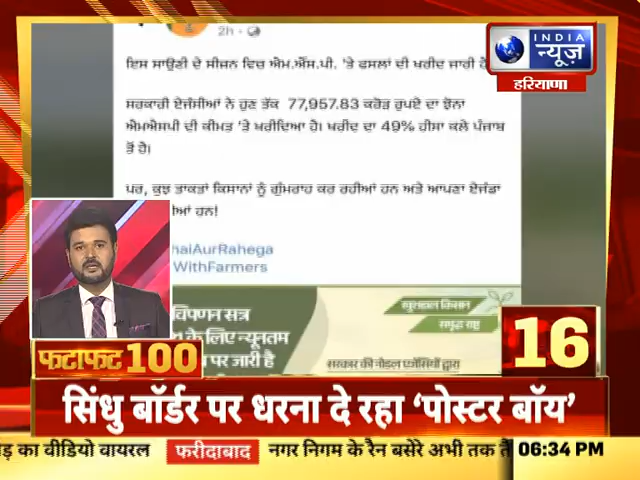 2h
INDIA
न्यूज़
हरियाणा
ਇਸ ਸਾਉਣੀ ਦੇ ਸੀਜ਼ਨ ਵਿਚ ਐਮ.ਐੱਸ.ਪੀ. 'ਤੇ ਫਸਲਾਂ ਦੀ ਖਰੀਦ ਜਾਰੀ ਹੈ
ਸਰਕਾਰੀ ਏਜੰਸੀਆਂ ਨੇ ਹੁਣ ਤੱਕ 77,957.83 ਕਰੋੜ ਰੁਪਏ ਦਾ ਝੋਨਾ
ਐਮਐਸਪੀ ਦੀ ਕੀਮਤ 'ਤੇ ਖਰੀਦਿਆ ਹੈ। ਖਰੀਦ ਦਾ 49% ਹਿੱਸਾ ਕਲੇ ਪੰਜਾਬ
ਤੋਂ ਹੈ।
ਪਰ, ਕੁਝ ਤਾਕਤਾਂ ਕਿਸਾਨਾਂ ਨੂੰ ਗੁੰਮਰਾਹ ਕਰ ਰਹੀਆਂ ਹਨ ਅਤੇ ਆਪਣਾ ਏਜੰਡਾ
ਆਂ ਹਨ!
haiAurRahega
WithFarmers
विपणन सत्र
के लिए न्यूनतम
पर जारी है
खुशहाल किसान
समृद्ध राष्ट्र
सरकार की नोडल एजेंसियों द्वारा
फटाफट 100
16
सिंधु बॉर्डर पर धरना दे रहा 'पोस्टर बॉय'
ड़ का वीडियो वायरल फरीदाबाद नगर निगम के रैन बसेरे अभी तक 06:34 PM